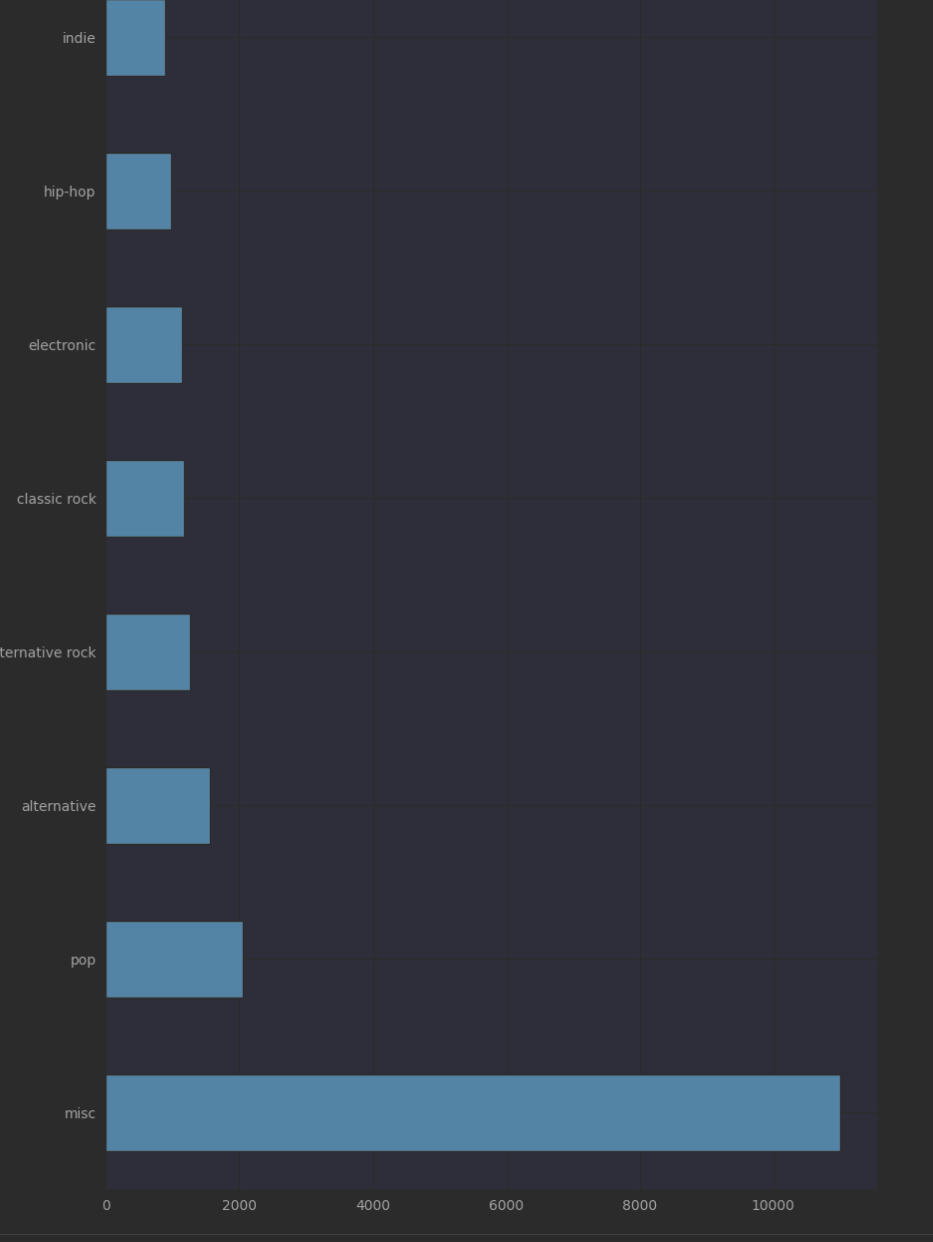 indie
hip-hop
electronic
classic rock
ternative rock
alternative
pop
misc
0 2000 4000 6000 8000 10000